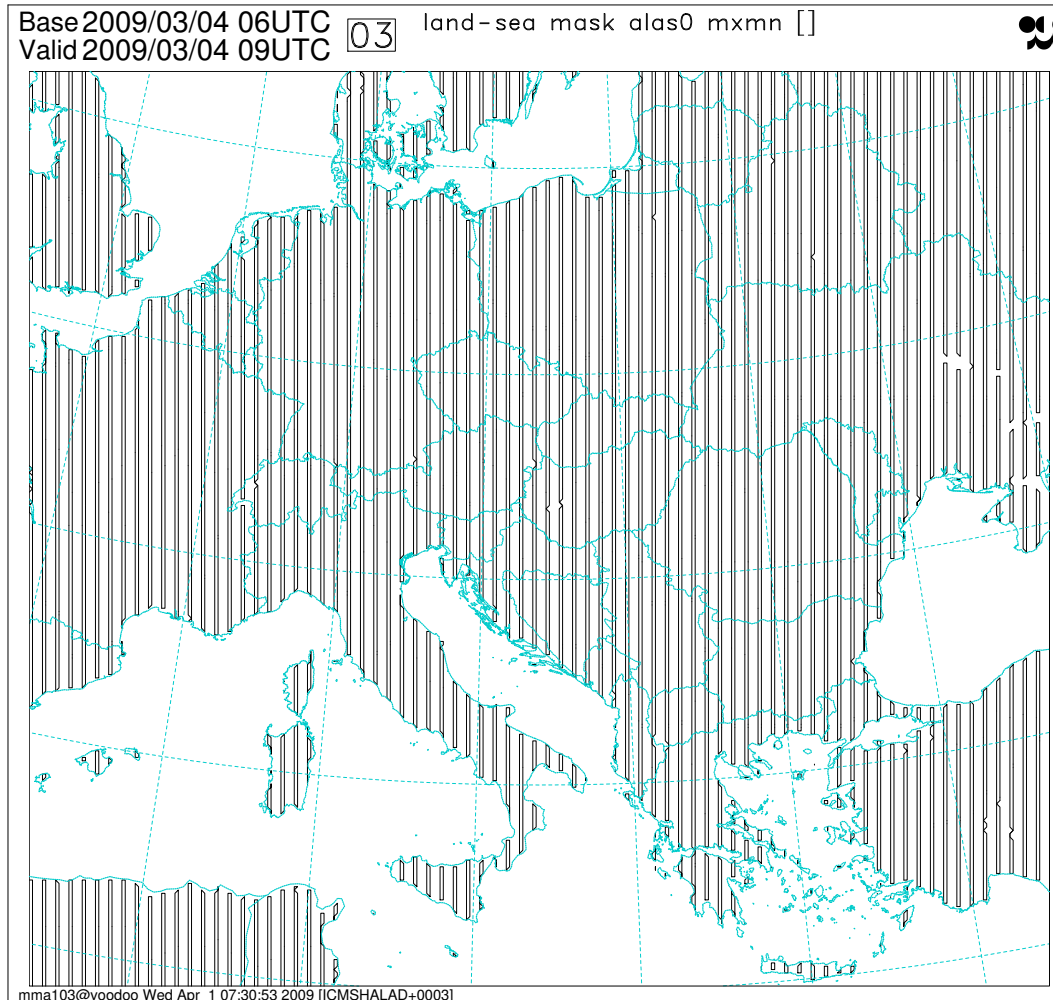 Base 2009/03/04 06UTC
Valid 2009/03/04 09UTC
03
land-sea mask alas0 mxmn []
mma103@voodoo Wed Apr 1 07:30:53 2009 [ICMSHALAD+0003]